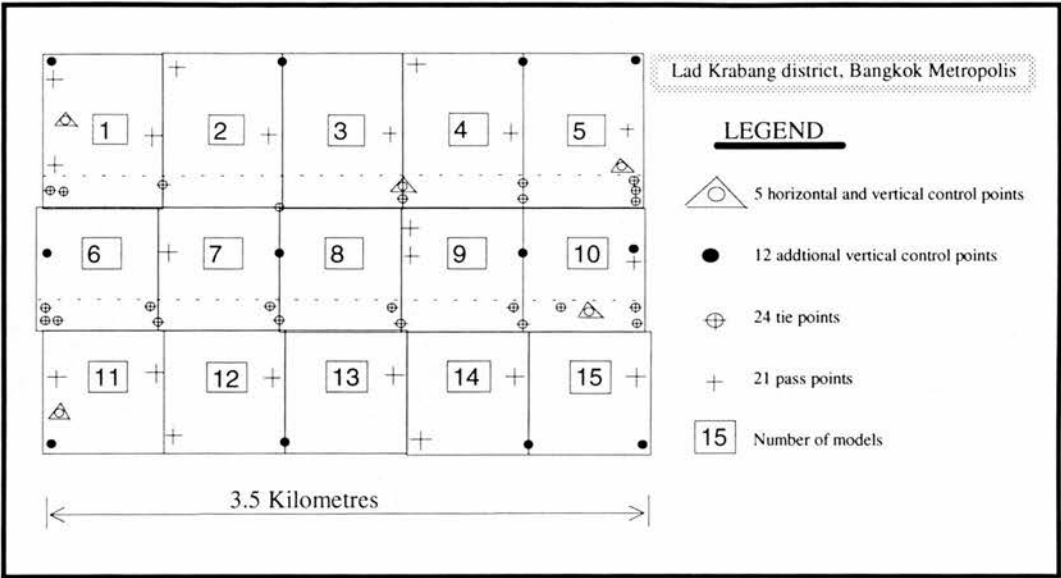 Lad Krabang district, Bangkok Metropolis
1 2 3 4 5
LEGEND
5 horizontal and vertical control points
6 7 8 9 10
12 addtional vertical control points
24 tie points
11 12 13 14 15
21 pass points
15 Number of models
3.5 Kilometres